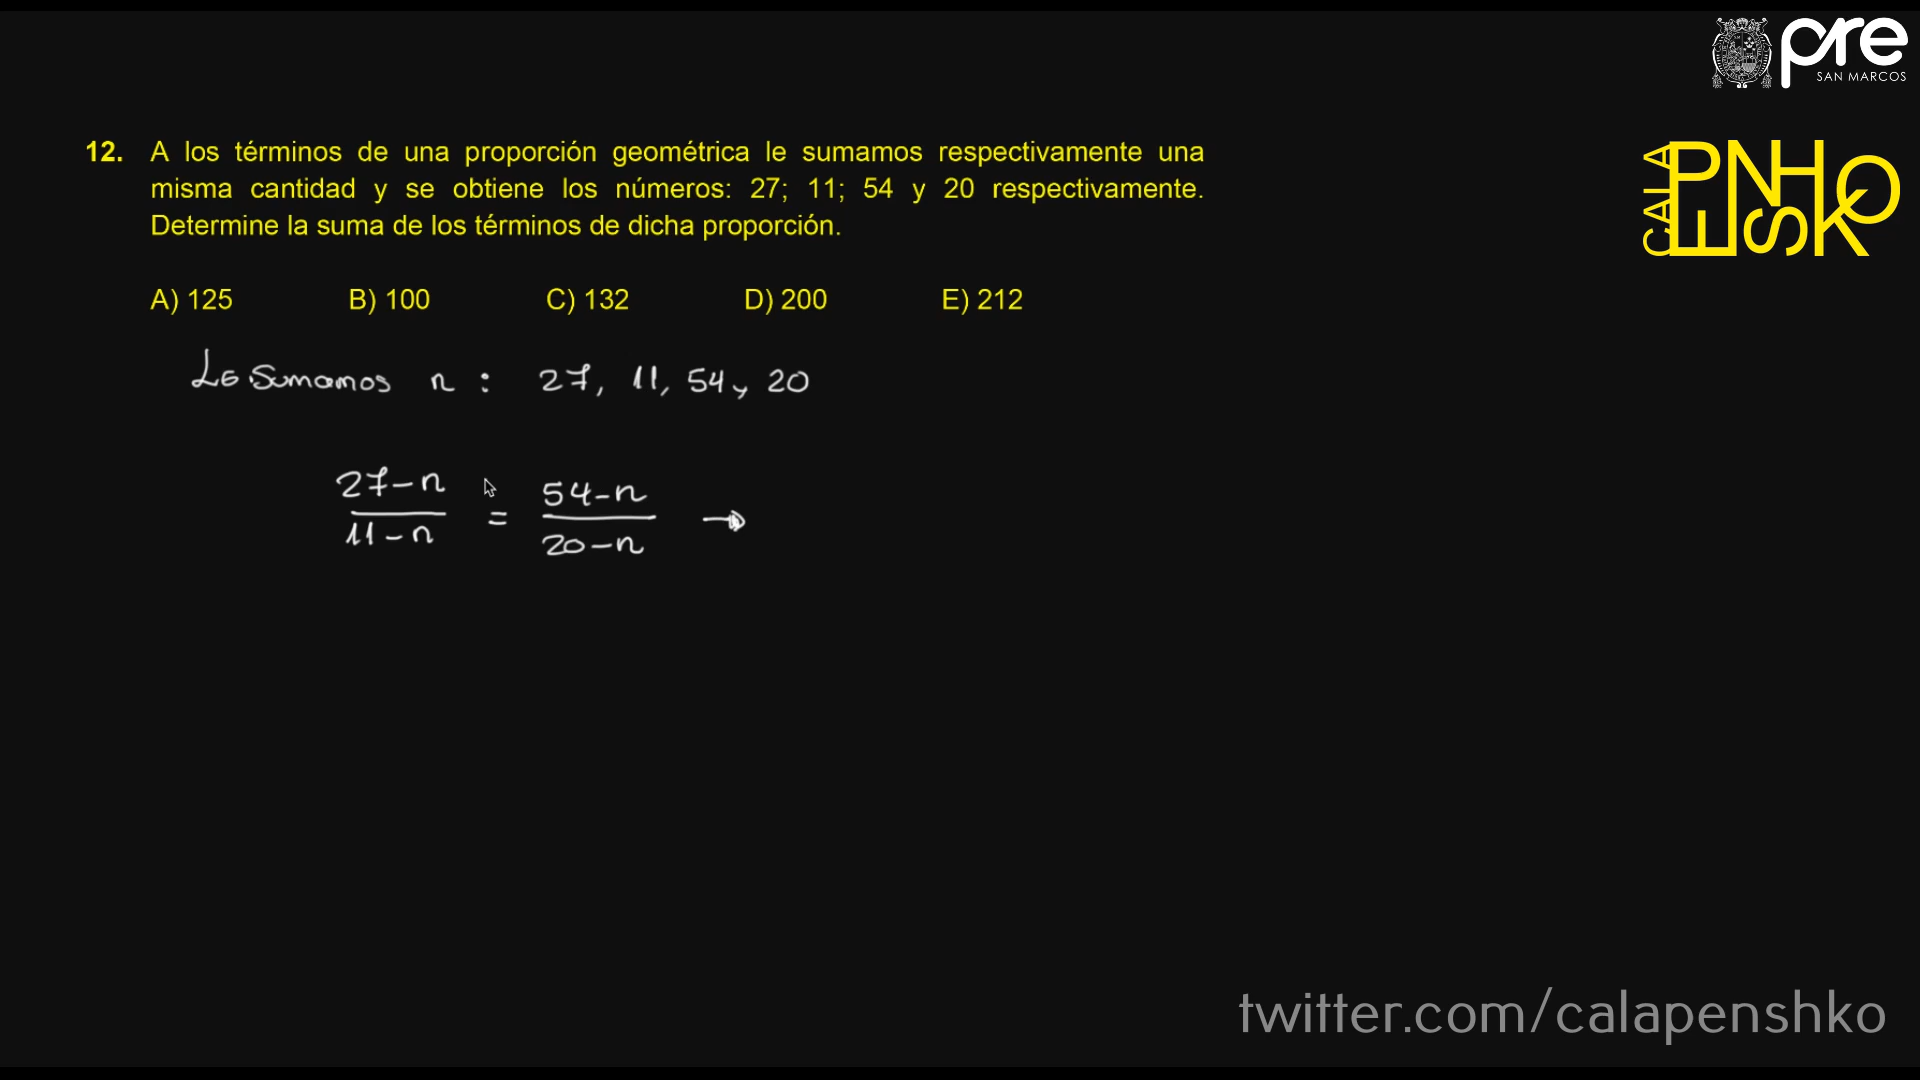 pre
SAN MARCOS
CALA
PENSHKO
12. A los términos de una proporción geométrica le sumamos respectivamente una
misma cantidad y se obtiene los números: 27; 11; 54 y 20 respectivamente.
Determine la suma de los términos de dicha proporción.
A) 125 B) 100 C) 132 D) 200 E) 212
Le Sumamos n : 27, 11, 54 y 20
27-n / 11-n = 54-n / 20-n →
twitter.com/calapenshko